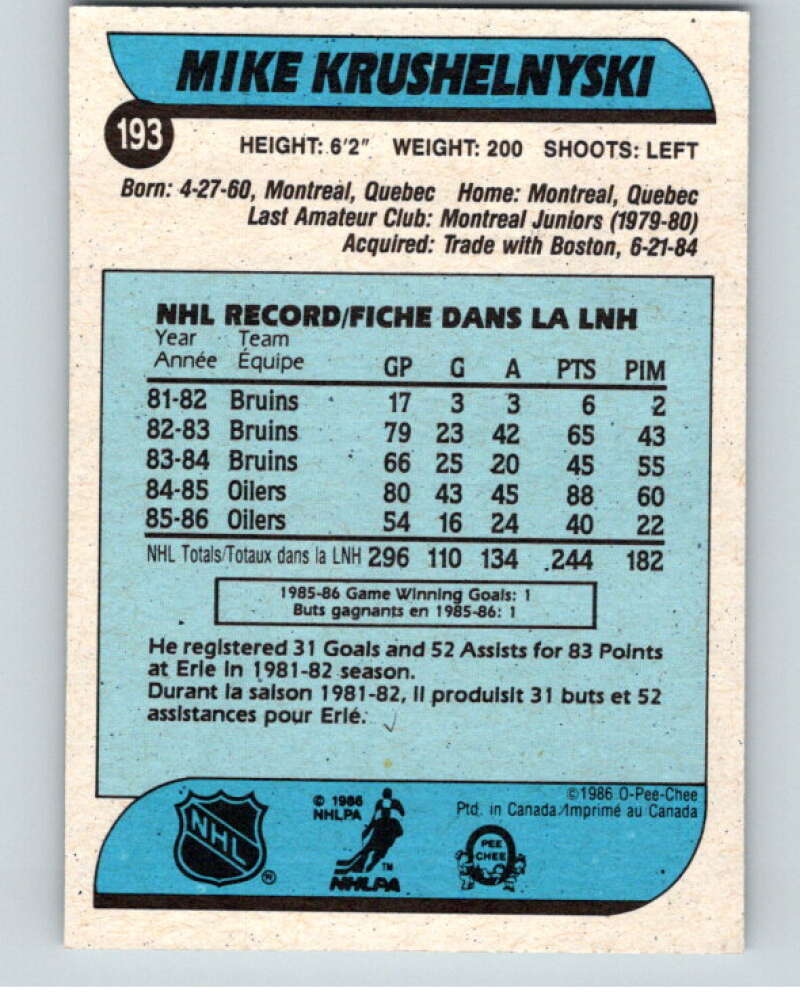 MIKE KRUSHELNYSKI
193
HEIGHT: 6'2" WEIGHT: 200 SHOOTS: LEFT
Born: 4-27-60, Montreal, Quebec Home: Montreal, Quebec
Last Amateur Club: Montreal Juniors (1979-80)
Acquired: Trade with Boston, 6-21-84
NHL RECORD/FICHE DANS LA LNH
Year Team
Année Équipe GP G A PTS PIM
81-82 Bruins 17 3 3 6 2
82-83 Bruins 79 23 42 65 43
83-84 Bruins 66 25 20 45 55
84-85 Oilers 80 43 45 88 60
85-86 Oilers 54 16 24 40 22
NHL Totals/Totaux dans la LNH 296 110 134 244 182
1985-86 Game Winning Goals: 1
Buts gagnants en 1985-86: 1
He registered 31 Goals and 52 Assists for 83 Points
at Erie in 1981-82 season.
Durant la saison 1981-82, il produisit 31 buts et 52
assistances pour Erié.
©1986 O-Pee-Chee
Ptd. in Canada/Imprimé au Canada
NHL
®
© 1986
NHLPA
TM
NHLPA
O
PEE
CHEE